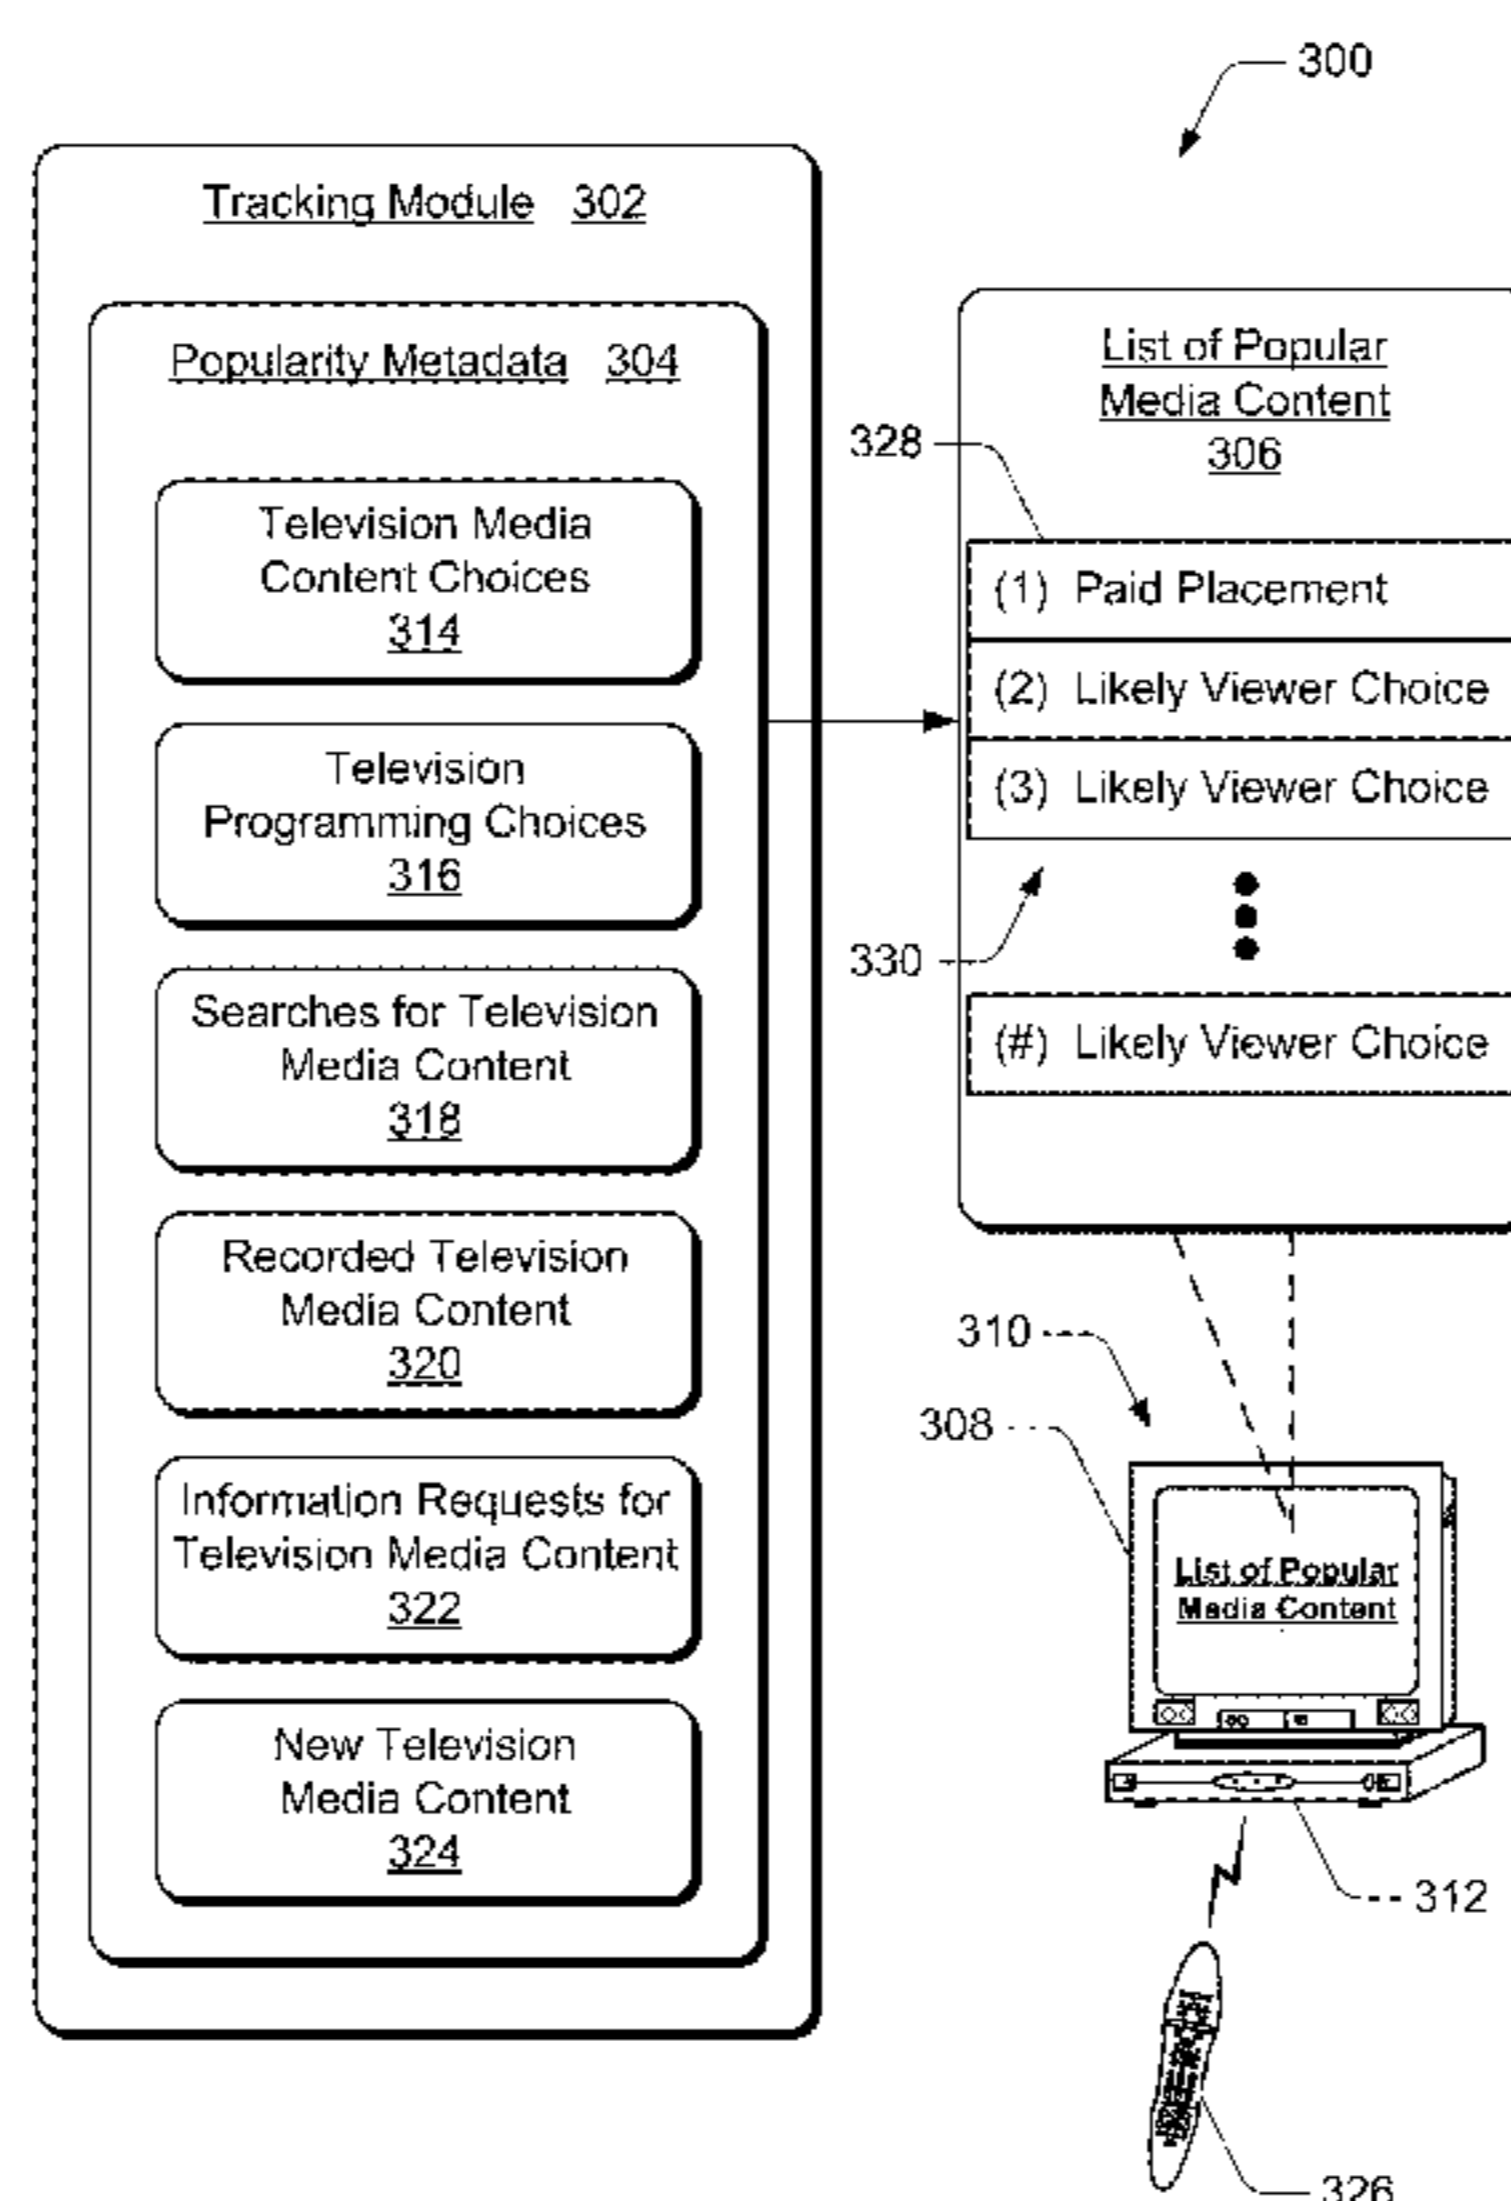 300
Tracking Module 302
Popularity Metadata 304
Television Media
Content Choices
314
Television
Programming Choices
316
Searches for Television
Media Content
318
Recorded Television
Media Content
320
Information Requests for
Television Media Content
322
New Television
Media Content
324
List of Popular
Media Content
306
328
(1) Paid Placement
(2) Likely Viewer Choice
(3) Likely Viewer Choice
330
(#) Likely Viewer Choice
310
308
List of Popular
Media Content
312
326